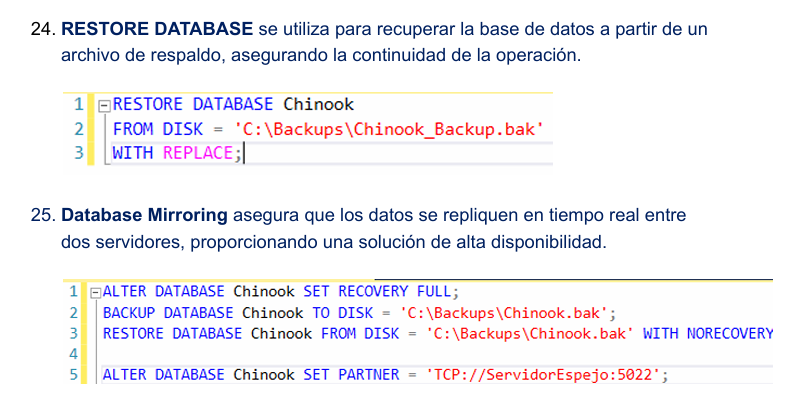 24. RESTORE DATABASE se utiliza para recuperar la base de datos a partir de un
archivo de respaldo, asegurando la continuidad de la operación.
1 RESTORE DATABASE Chinook
2 FROM DISK = 'C:\Backups\Chinook_Backup.bak'
3 WITH REPLACE;
25. Database Mirroring asegura que los datos se repliquen en tiempo real entre
dos servidores, proporcionando una solución de alta disponibilidad.
1 ALTER DATABASE Chinook SET RECOVERY FULL;
2 BACKUP DATABASE Chinook TO DISK = 'C:\Backups\Chinook.bak';
3 RESTORE DATABASE Chinook FROM DISK = 'C:\Backups\Chinook.bak' WITH NORECOVERY
4
5 ALTER DATABASE Chinook SET PARTNER = 'TCP://ServidorEspejo:5022';